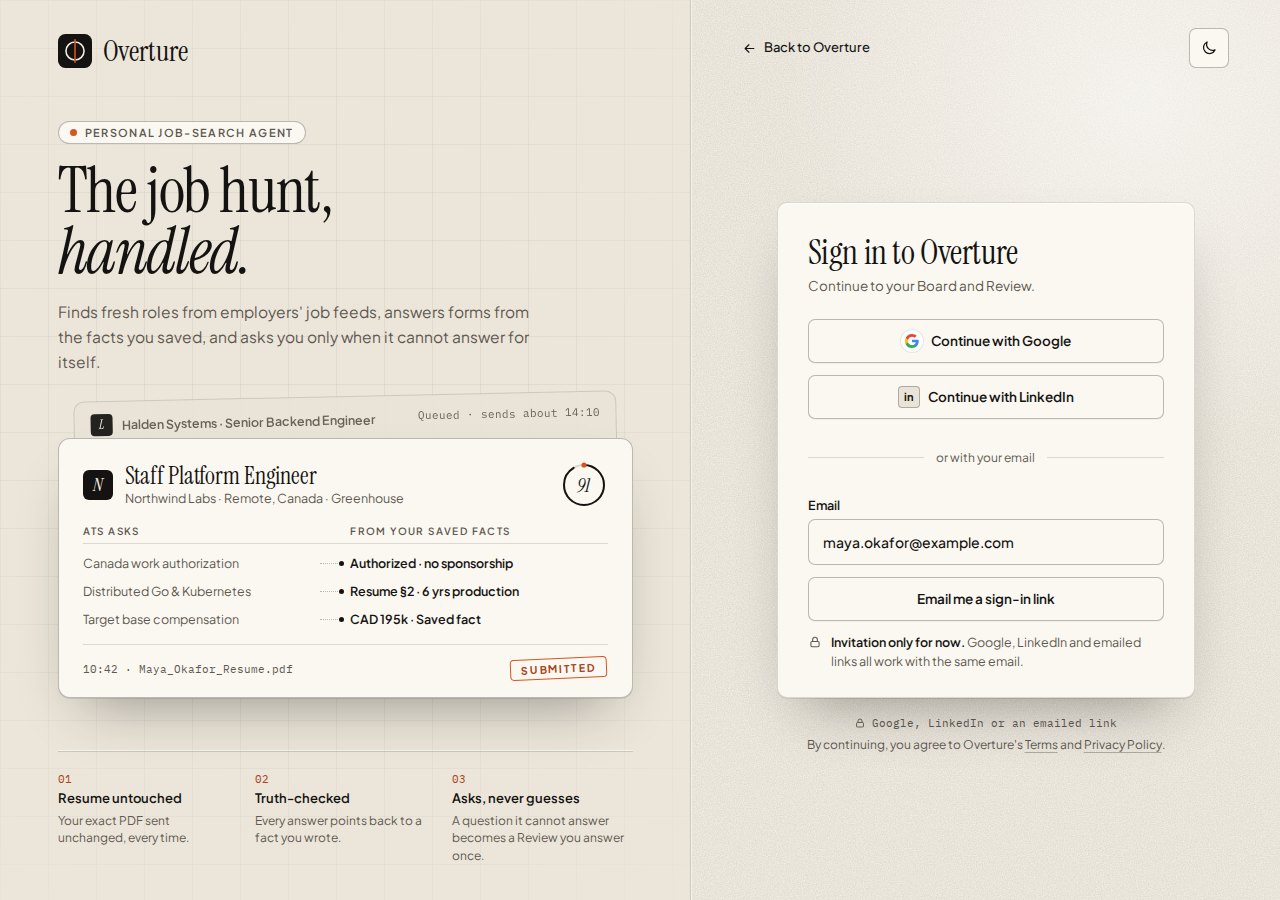 Overture
PERSONAL JOB-SEARCH AGENT
The job hunt,
handled.
Finds fresh roles from employers' job feeds, answers forms from
the facts you saved, and asks you only when it cannot answer for
itself.
L Halden Systems · Senior Backend Engineer Queued · sends about 14:10
N Staff Platform Engineer 91
Northwind Labs · Remote, Canada · Greenhouse
ATS ASKS FROM YOUR SAVED FACTS
Canada work authorization Authorized · no sponsorship
Distributed Go & Kubernetes Resume §2 · 6 yrs production
Target base compensation CAD 195k · Saved fact
10:42 · Maya_Okafor_Resume.pdf SUBMITTED
01
Resume untouched
Your exact PDF sent
unchanged, every time.
02
Truth-checked
Every answer points back to a
fact you wrote.
03
Asks, never guesses
A question it cannot answer
becomes a Review you answer
once.
← Back to Overture
Sign in to Overture
Continue to your Board and Review.
G Continue with Google
in Continue with LinkedIn
or with your email
Email
maya.okafor@example.com
Email me a sign-in link
Invitation only for now. Google, LinkedIn and emailed
links all work with the same email.
Google, LinkedIn or an emailed link
By continuing, you agree to Overture's Terms and Privacy Policy.